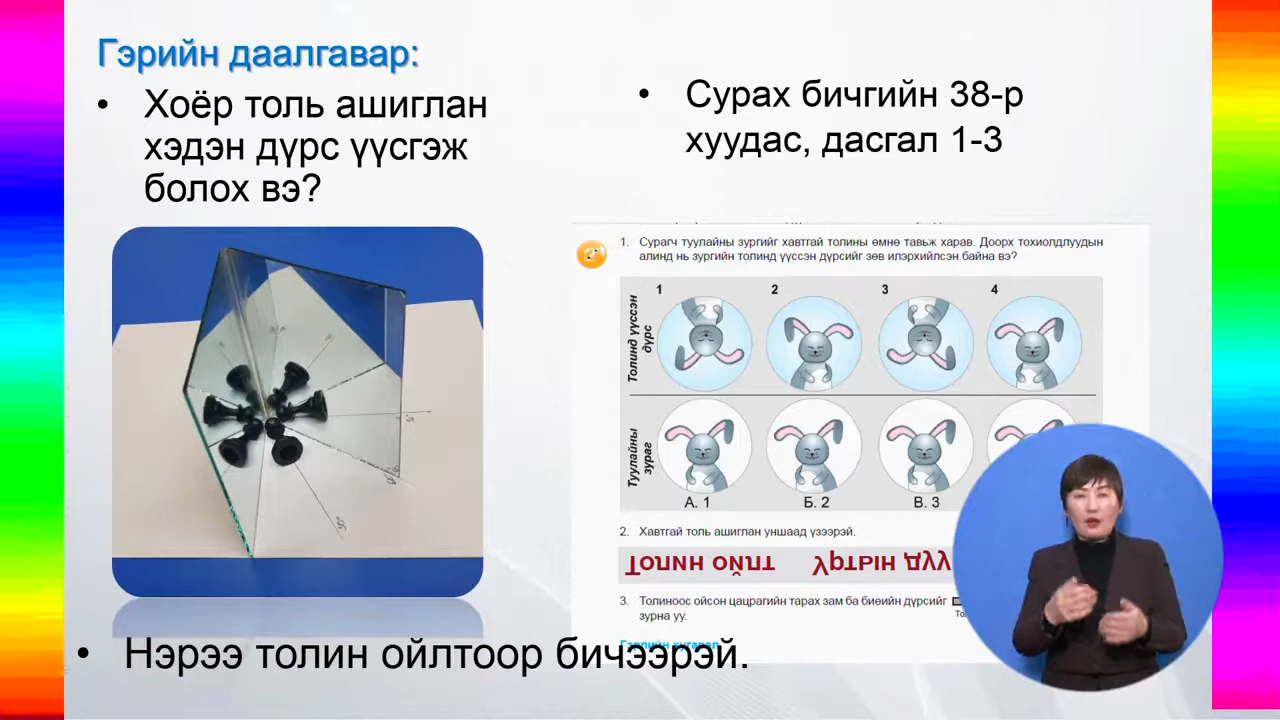 Гэрийн даалгавар:
• Хоёр толь ашиглан
хэдэн дүрс үүсгэж
болох вэ?
• Сурах бичгийн 38-р
хуудас, дасгал 1-3
1. Сурагч туулайны зургийг хавтгай толины өмнө тавьж харав. Доорх тохиолдлуудын
алинд нь зургийн толинд үүссэн дүрсийг зөв илэрхийлсэн байна вэ?
1 2 3 4
Толинд үүссэн
дүрс
Туулайны
зураг
А. 1 Б. 2 В. 3
2. Хавтгай толь ашиглан уншаад үзээрэй.
3. Толиноос ойсон цацрагийн тарах зам ба биеийн дүрсийг
зурна уу.
• Нэрээ толин ойлтоор бичээрэй.